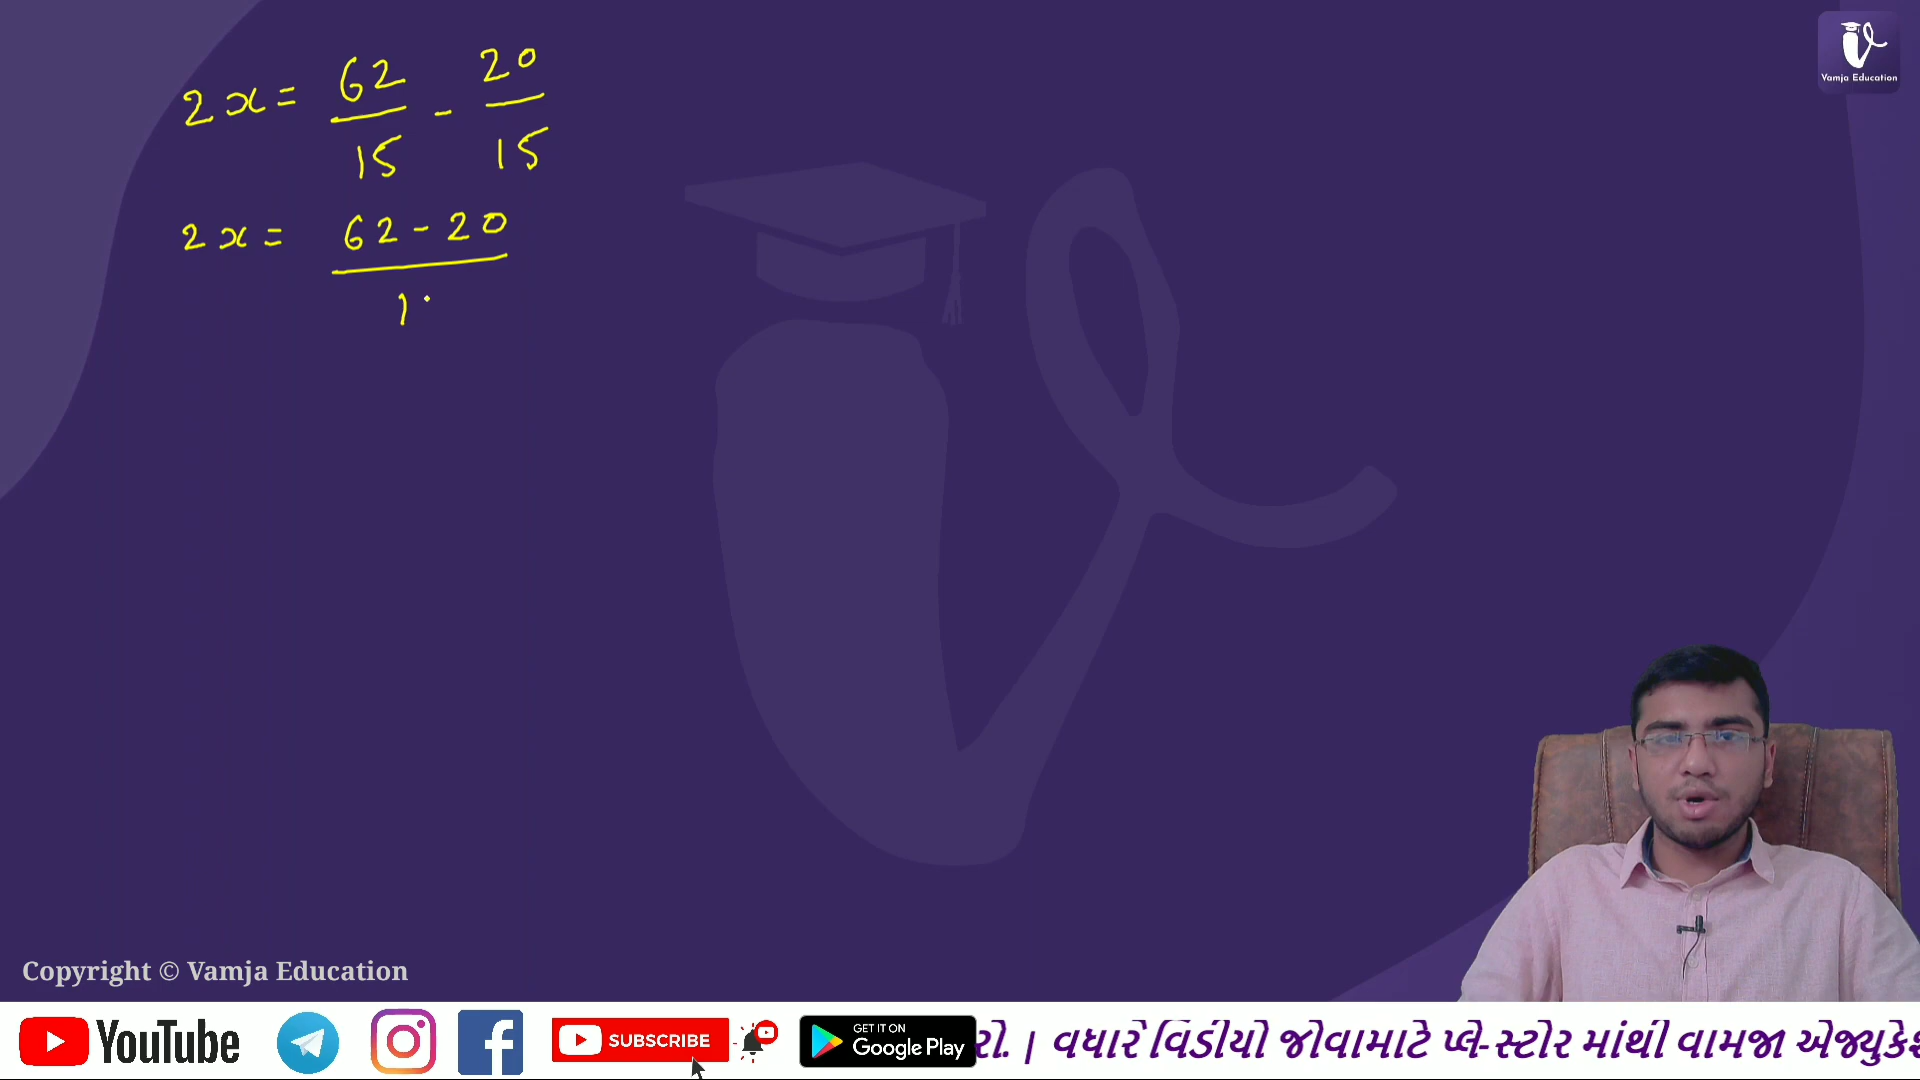 2x = 62/15 - 20/15
2x = 62 - 20 / 1
Vamja Education
Copyright © Vamja Education
YouTube SUBSCRIBE GET IT ON Google Play રો. | વધારે વિડીયો જોવામાટે પ્લે-સ્ટોર માંથી વામજા